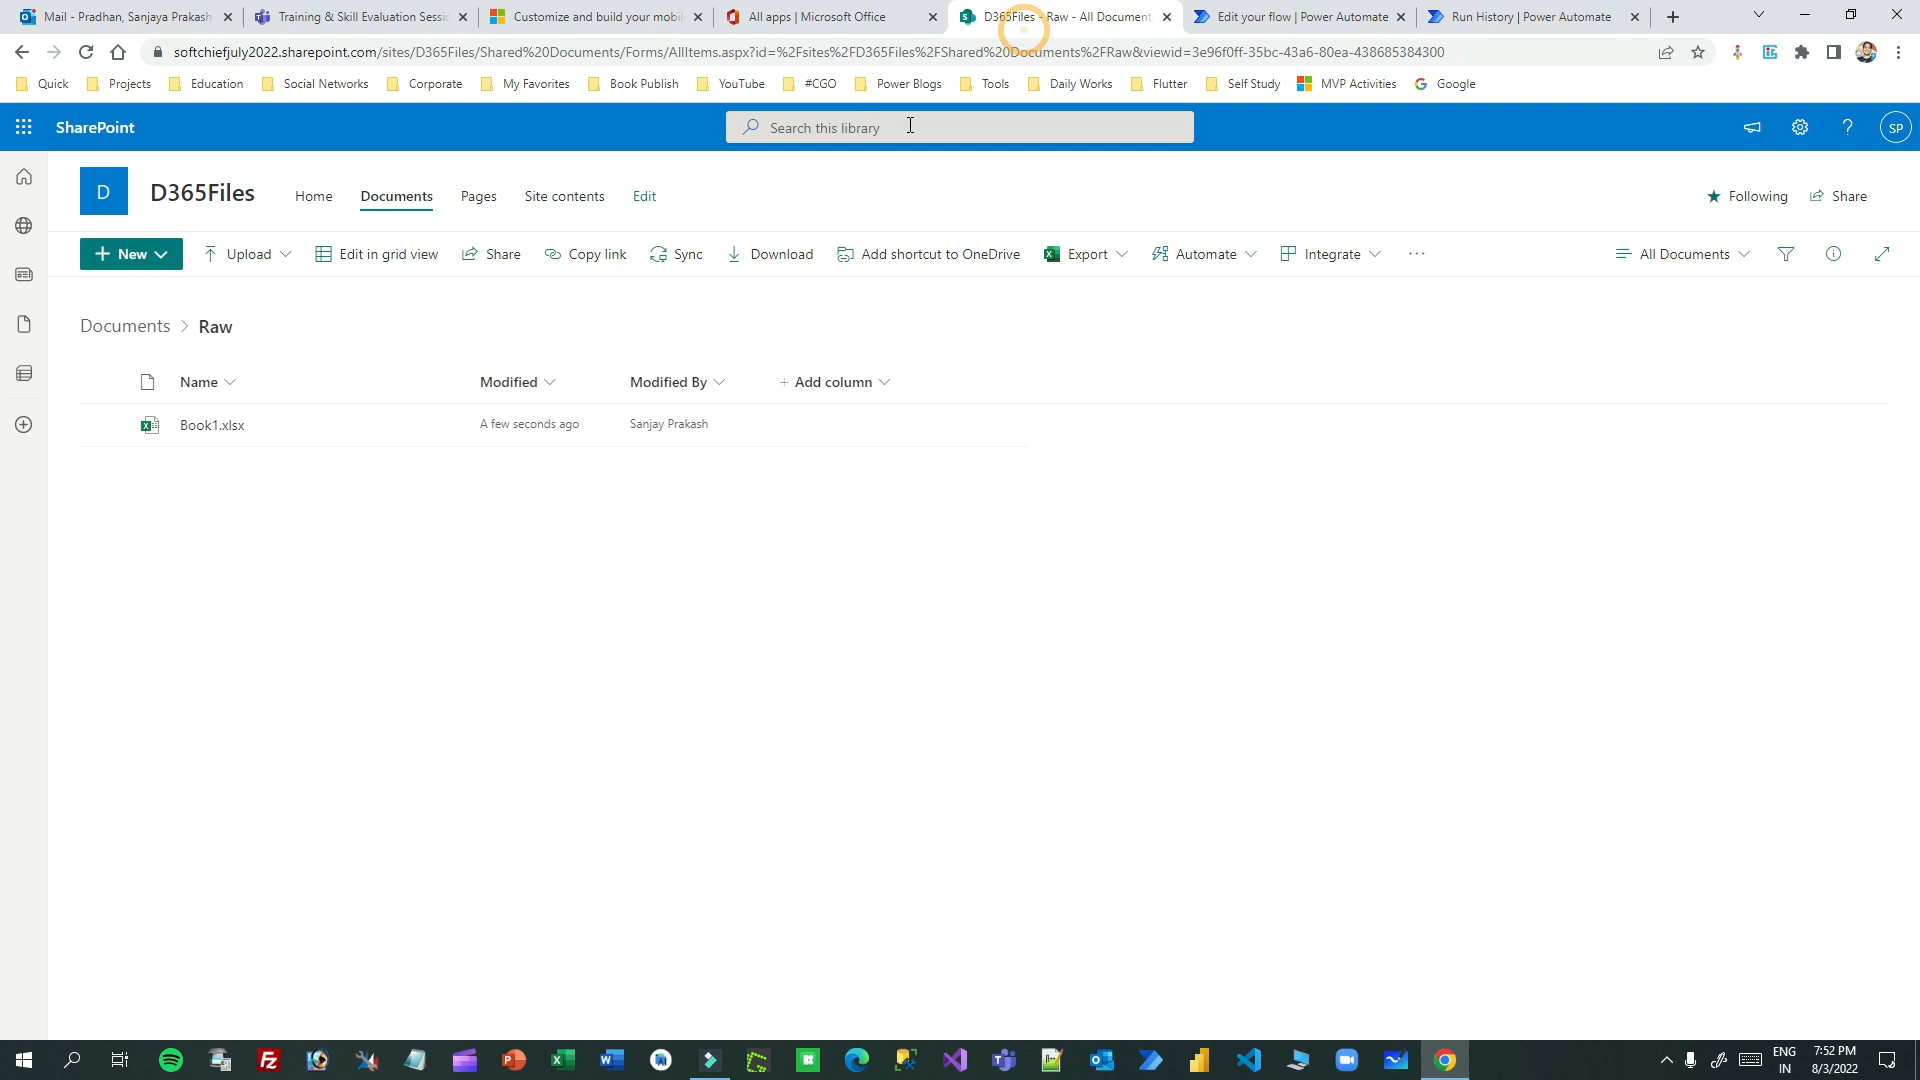 Mail - Pradhan, Sanjaya Prakash
Training & Skill Evaluation Sessic
Customize and build your mobil
All apps | Microsoft Office
D365Files - Raw - All Document
Edit your flow | Power Automate
Run History | Power Automate
softchiefjuly2022.sharepoint.com/sites/D365Files/Shared%20Documents/Forms/AllItems.aspx?id=%2Fsites%2FD365Files%2FShared%20Documents%2FRaw&viewid=3e96f0ff-35bc-43a6-80ea-438685384300
Quick
Projects
Education
Social Networks
Corporate
My Favorites
Book Publish
YouTube
#CGO
Power Blogs
Tools
Daily Works
Flutter
Self Study
MVP Activities
Google
SharePoint
Search this library
SP
D
D365Files
Home
Documents
Pages
Site contents
Edit
Following
Share
New
Upload
Edit in grid view
Share
Copy link
Sync
Download
Add shortcut to OneDrive
Export
Automate
Integrate
All Documents
Documents > Raw
Name
Modified
Modified By
+ Add column
Book1.xlsx
A few seconds ago
Sanjay Prakash
ENG
IN
7:52 PM
8/3/2022